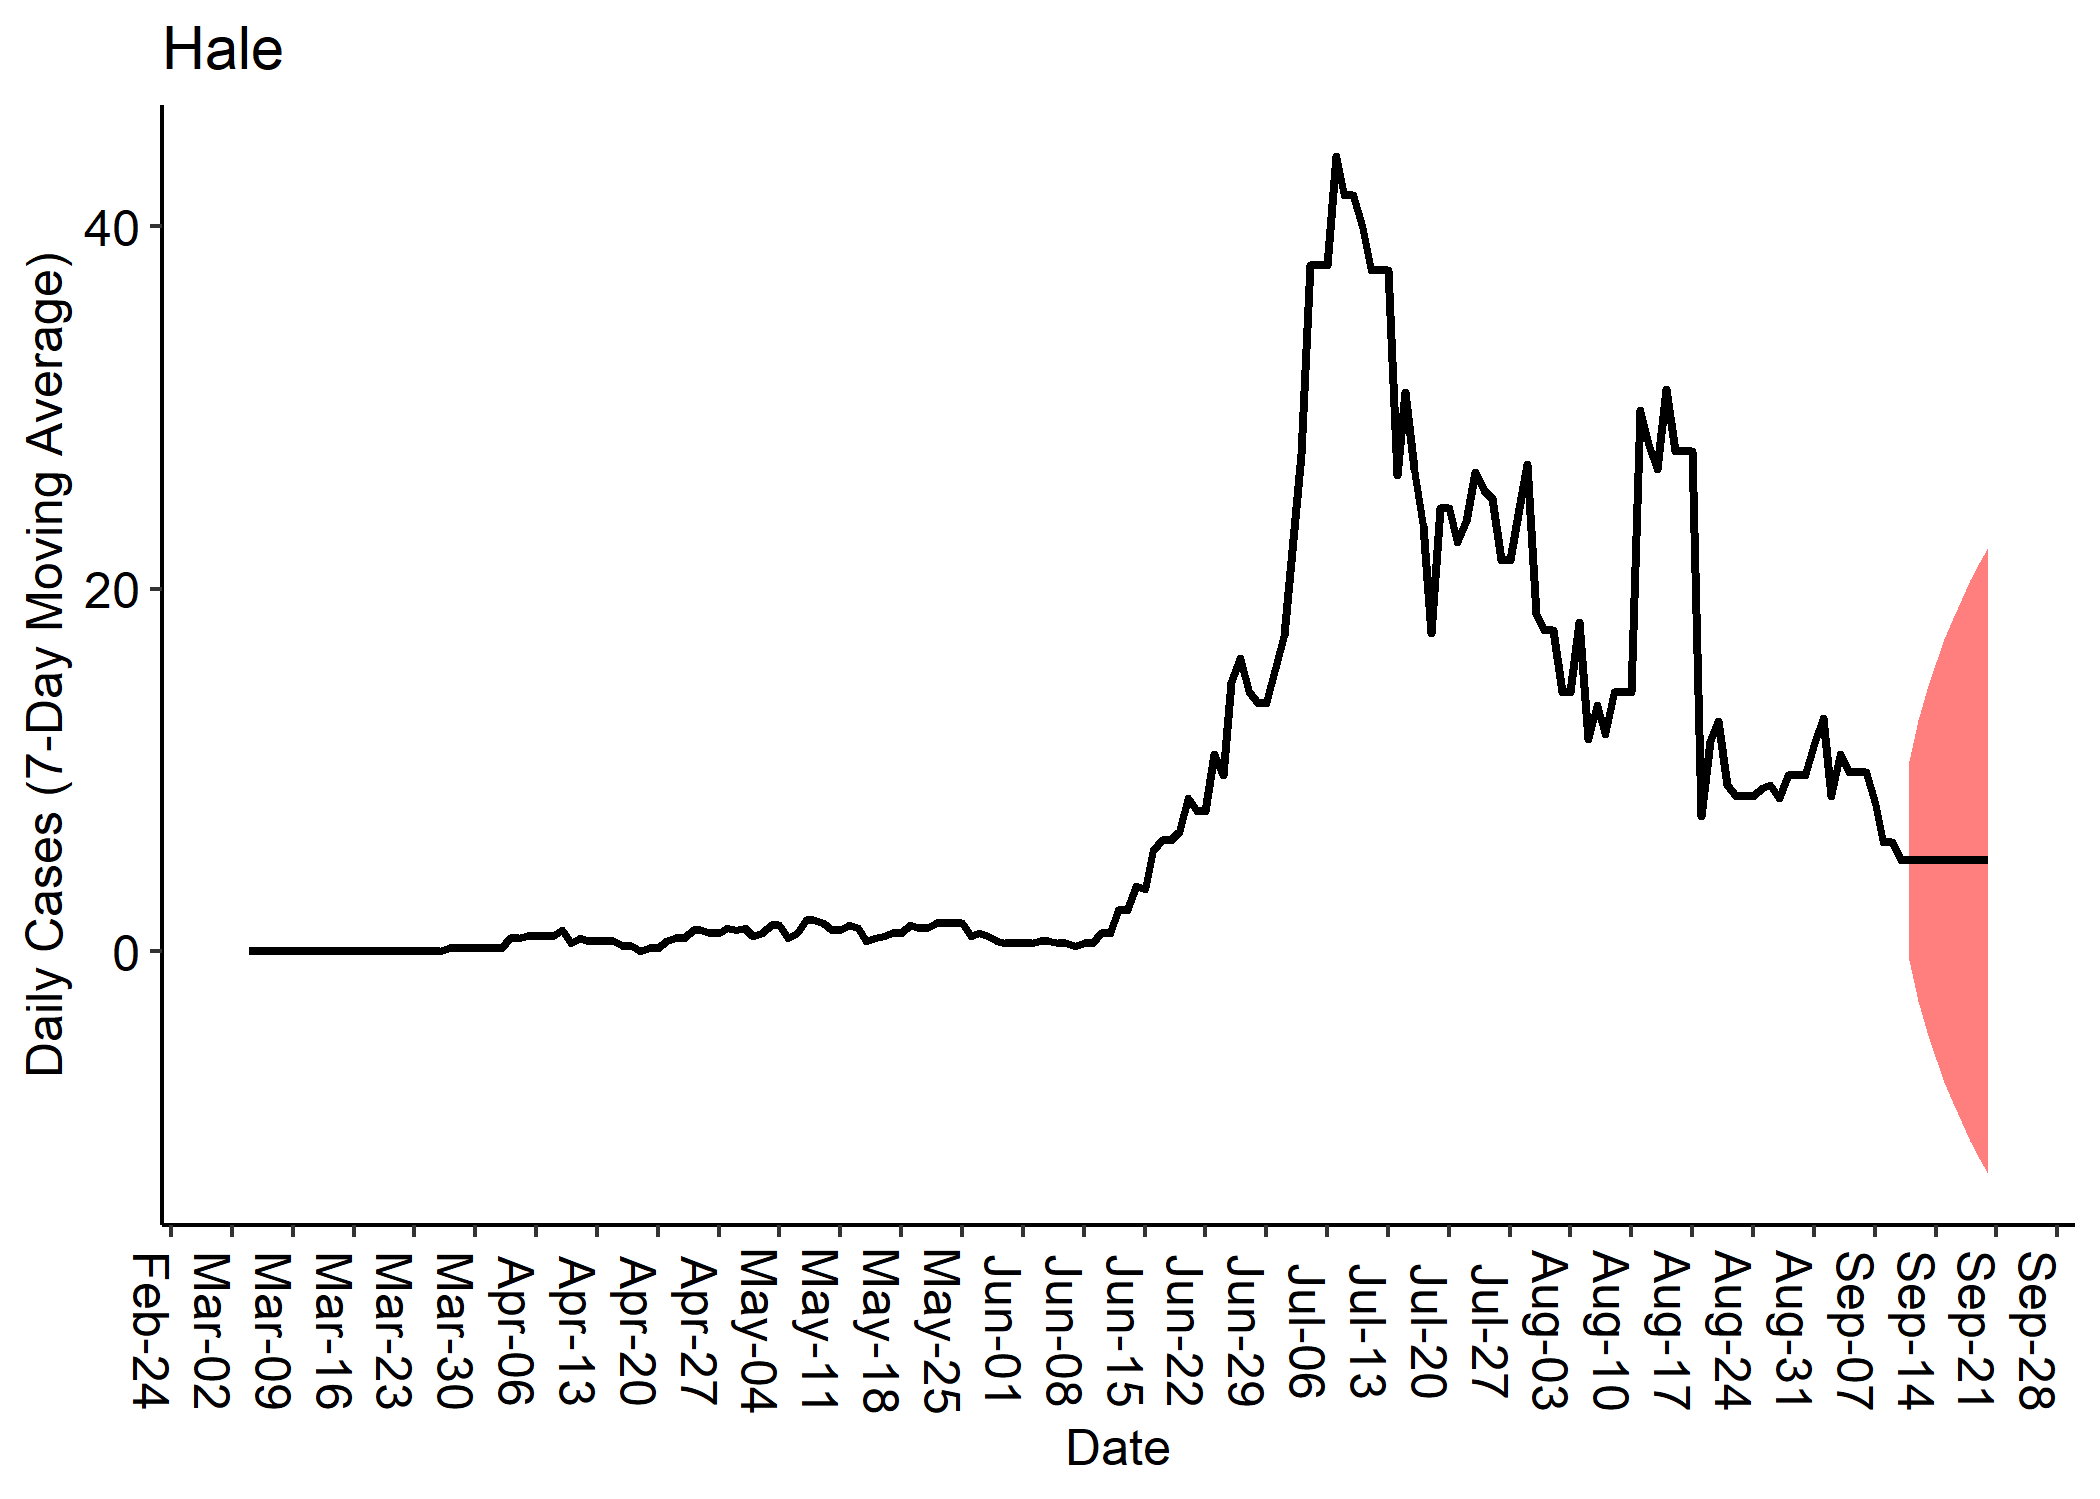 Hale
Daily Cases (7-Day Moving Average)
40
20
0
Feb-24
Mar-02
Mar-09
Mar-16
Mar-23
Mar-30
Apr-06
Apr-13
Apr-20
Apr-27
May-04
May-11
May-18
May-25
Jun-01
Jun-08
Jun-15
Jun-22
Jun-29
Jul-06
Jul-13
Jul-20
Jul-27
Aug-03
Aug-10
Aug-17
Aug-24
Aug-31
Sep-07
Sep-14
Sep-21
Sep-28
Date